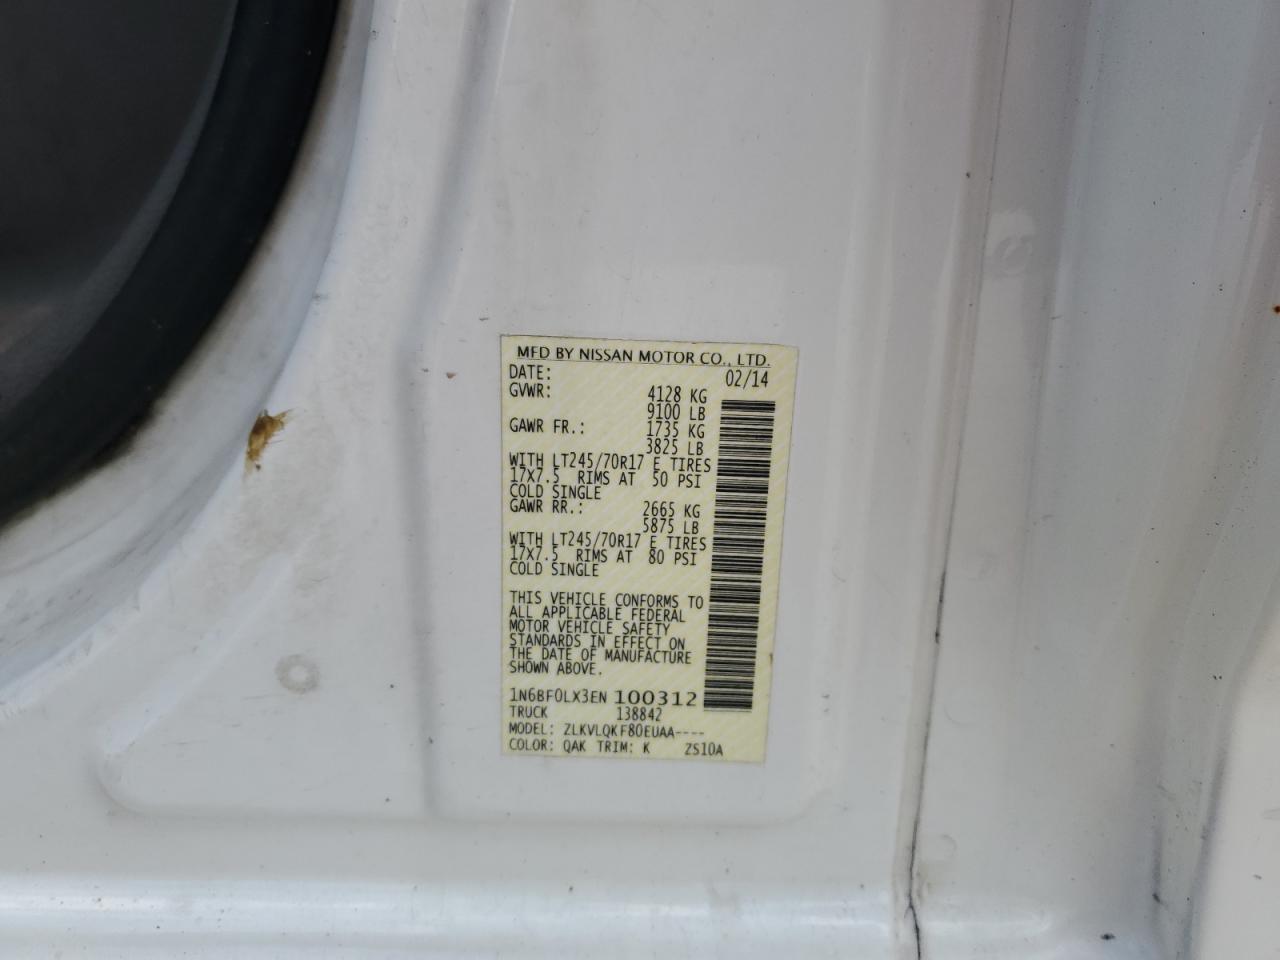 MFD BY NISSAN MOTOR CO., LTD.
DATE: 02/14
GVWR: 4128 KG
9100 LB
GAWR FR.: 1735 KG
3825 LB
WITH LT245/70R17 E TIRES
17X7.5 RIMS AT 50 PSI
COLD SINGLE
GAWR RR.: 2665 KG
5875 LB
WITH LT245/70R17 E TIRES
17X7.5 RIMS AT 80 PSI
COLD SINGLE
THIS VEHICLE CONFORMS TO
ALL APPLICABLE FEDERAL
MOTOR VEHICLE SAFETY
STANDARDS IN EFFECT ON
THE DATE OF MANUFACTURE
SHOWN ABOVE.
1N6BF0LX3EN 100312
TRUCK 138842
MODEL: ZLKVLQKF80EUAA----
COLOR: QAK TRIM: K ZS10A